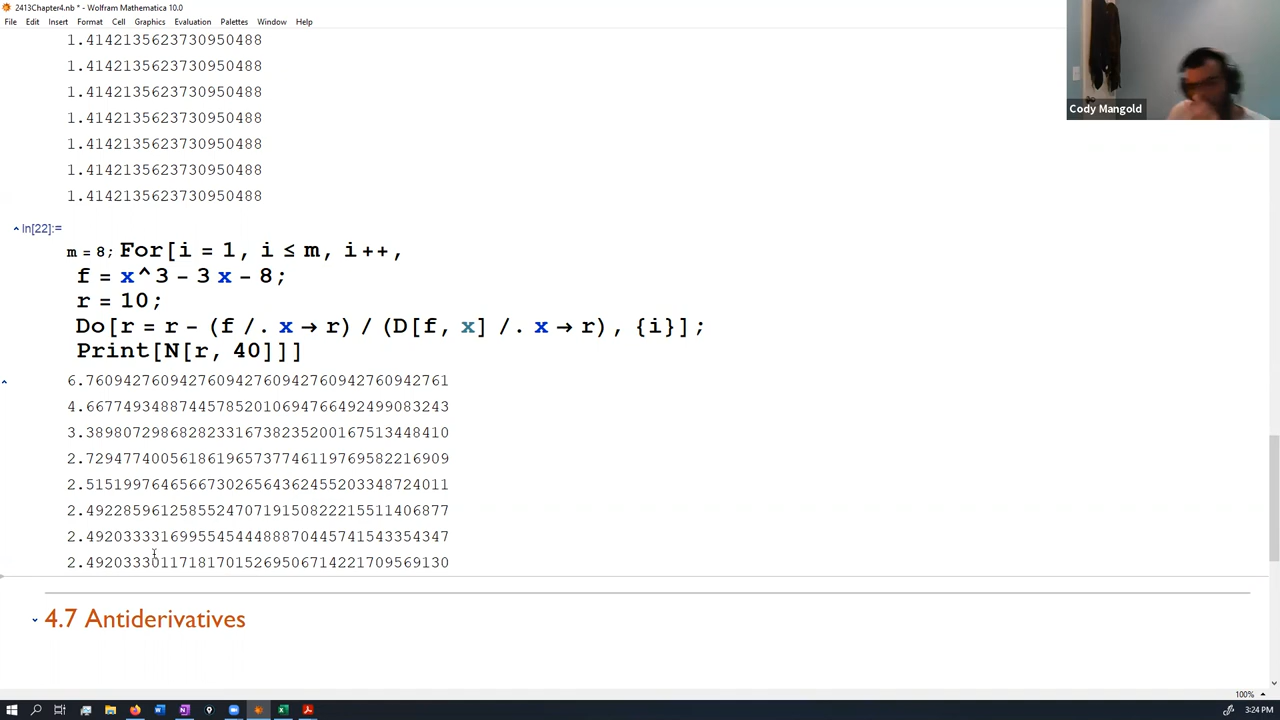 2413Chapter4.nb * - Wolfram Mathematica 10.0
File Edit Insert Format Cell Graphics Evaluation Palettes Window Help
1.4142135623730950488
1.4142135623730950488
1.4142135623730950488
1.4142135623730950488
1.4142135623730950488
1.4142135623730950488
1.4142135623730950488
Cody Mangold
In[22]:=
m = 8; For[i = 1, i ≤ m, i++,
f = x^3 - 3 x - 8;
r = 10;
Do[r = r - (f /. x → r) / (D[f, x] /. x → r), {i}];
Print[N[r, 40]]]
6.760942760942760942760942760942760942761
4.667749348874457852010694766492499083243
3.389807298682823316738235200167513448410
2.729477400561861965737746119769582216909
2.515199764656673026564362455203348724011
2.492285961258552470719150822215511406877
2.492033331699554544488870445741543354347
2.492033301171817015269506714221709569130
4.7 Antiderivatives
100%
3:24 PM